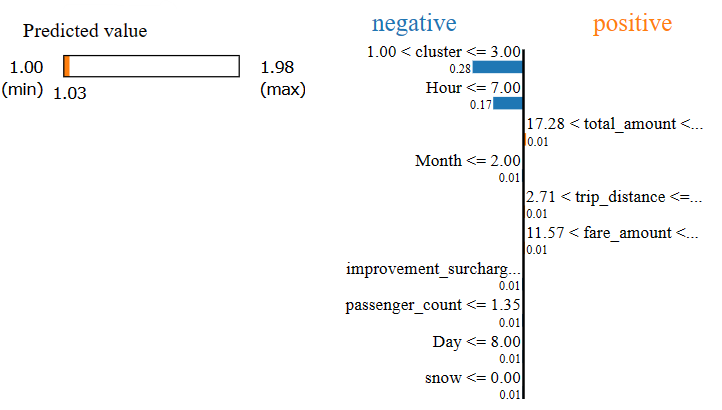 Predicted value
1.00
(min)
1.03
1.98
(max)
negative
positive
1.00 < cluster <= 3.00
0.28
Hour <= 7.00
0.17
17.28 < total_amount <...
0.01
Month <= 2.00
0.01
2.71 < trip_distance <=...
0.01
11.57 < fare_amount <...
0.01
improvement_surcharg...
0.01
passenger_count <= 1.35
0.01
Day <= 8.00
0.01
snow <= 0.00
0.01